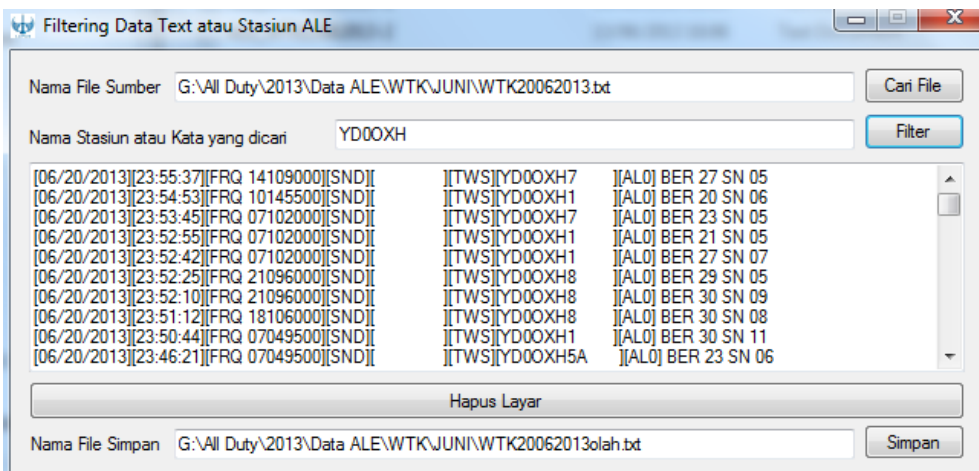 Filtering Data Text atau Stasiun ALE
Nama File Sumber G:\All Duty\2013\Data ALE\WTK\JUNI\WTK20062013.txt Cari File
Nama Stasiun atau Kata yang dicari YD0OXH Filter
[06/20/2013][23:55:37][FRQ 14109000][SND][ ][TWS][YD0OXH7 ][AL0] BER 27 SN 05
[06/20/2013][23:54:53][FRQ 10145500][SND][ ][TWS][YD0OXH1 ][AL0] BER 20 SN 06
[06/20/2013][23:53:45][FRQ 07102000][SND][ ][TWS][YD0OXH7 ][AL0] BER 23 SN 05
[06/20/2013][23:52:55][FRQ 07102000][SND][ ][TWS][YD0OXH1 ][AL0] BER 21 SN 05
[06/20/2013][23:52:42][FRQ 07102000][SND][ ][TWS][YD0OXH1 ][AL0] BER 27 SN 07
[06/20/2013][23:52:25][FRQ 21096000][SND][ ][TWS][YD0OXH8 ][AL0] BER 29 SN 05
[06/20/2013][23:52:10][FRQ 21096000][SND][ ][TWS][YD0OXH8 ][AL0] BER 30 SN 09
[06/20/2013][23:51:12][FRQ 18106000][SND][ ][TWS][YD0OXH8 ][AL0] BER 30 SN 08
[06/20/2013][23:50:44][FRQ 07049500][SND][ ][TWS][YD0OXH1 ][AL0] BER 30 SN 11
[06/20/2013][23:46:21][FRQ 07049500][SND][ ][TWS][YD0OXH5A ][AL0] BER 23 SN 06
Hapus Layar
Nama File Simpan G:\All Duty\2013\Data ALE\WTK\JUNI\WTK20062013olah.txt Simpan